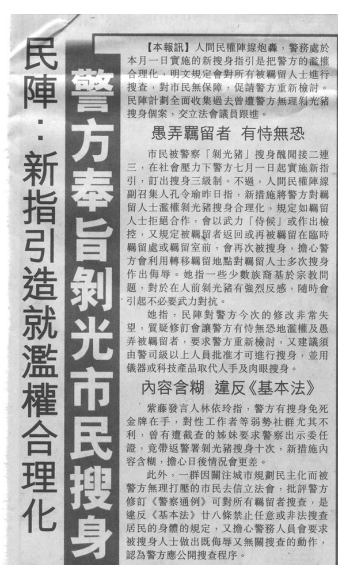 民陣：新指引造就濫權合理化
警方奉旨剝光市民搜身
【本報訊】人間民權陣線炮轟，警務處於
本月一日實施的新搜身指引是把警方的濫權
合理化，明文規定會對所有被羈留人士進行
搜查，對市民無保障，促請警方重新檢討。
民陣計劃全面收集過去曾遭警方無理剝光豬
搜身個案，交立法會議員跟進。
愚弄羈留者 有恃無恐
市民被警察「剝光豬」搜身醜聞接二連
三，在社會壓力下警方七月一日起實施新指
引，訂出搜身三級制，不過，人間民權陣線
副召集人孔令瑜昨日指，新措施將警方對羈
留人士濫權剝光豬搜身合理化，規定如羈留
人士拒絕合作，會以武力「侍候」或作出檢
控，又規定被羈留者返回或再被羈留在臨時
羈留處或羈留室前，會再次被搜身，擔心警
方會利用轉移羈留地點對羈留人士多次搜身
作出侮辱。她指一些少數族裔基於宗教問
題，對於在人前剝光豬有強烈反感，隨時會
引起不必要武力對抗。
她指，民陣對警方今次的修改非常失
望，質疑修訂會讓警方有恃無恐地濫權及愚
弄被羈留者，要求警方重新檢討，又建議須
由警司級以上人員批准才可進行搜身，並用
儀器或科技產品取代人手及肉眼搜身。
內容含糊 違反《基本法》
紫藤發言人林依玲指，警方有搜身免死
金牌在手，對性工作者等弱勢社群尤其不
利，曾有遭截查的姊妹要求警察出示委任
證，竟帶返警署剝光豬搜身十次，新措施內
容含糊，擔心日後情況會更差。
此外，一群因關注城市規劃民主化而被
警方無理打壓的市民去信立法會，批評警方
修訂《警察通例》可對所有羈留者搜查，是
違反《基本法》廿八條禁止任意或非法搜查
居民的身體的規定，又擔心警務人員會要求
被搜身人士做出既侮辱又無關搜查的動作，
認為警方應公開搜查程序。